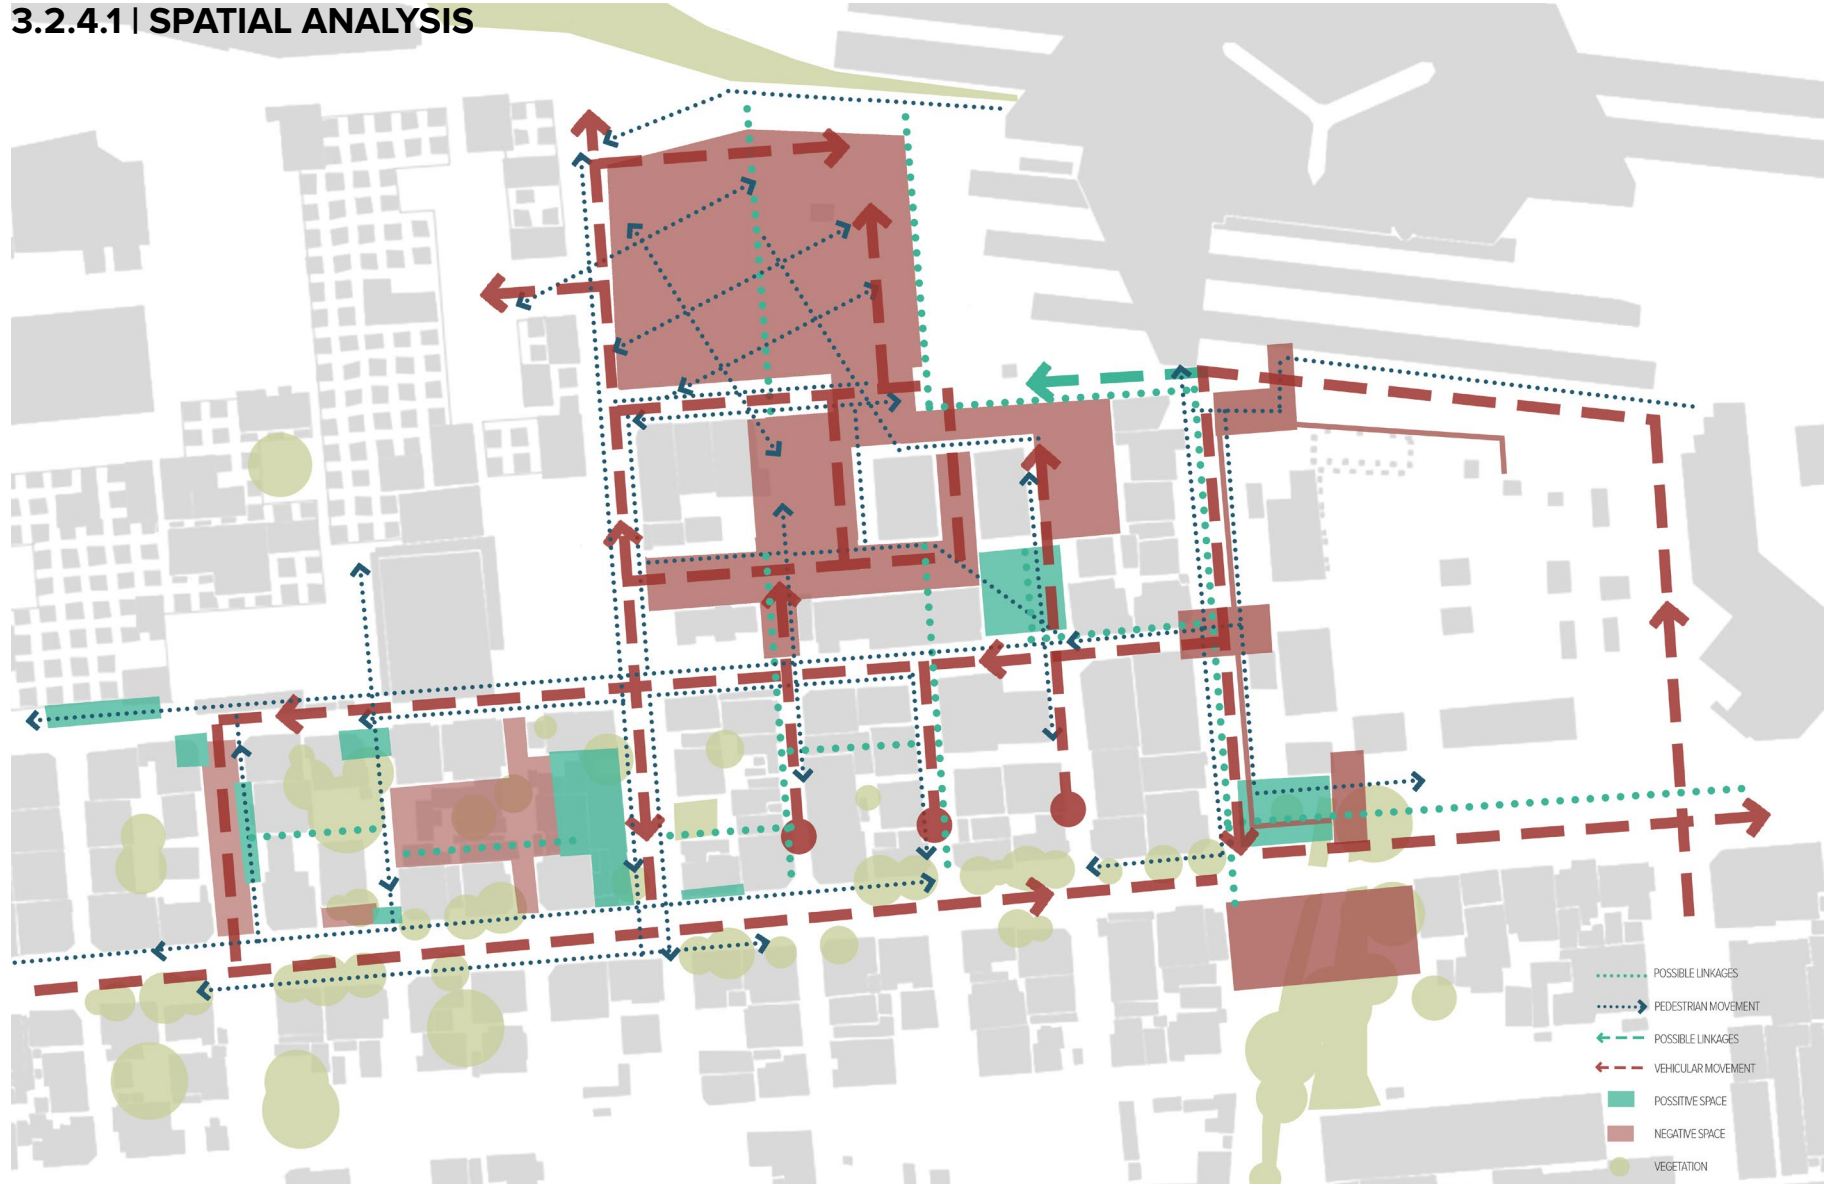 3.2.4.1 | SPATIAL ANALYSIS
POSSIBLE LINKAGES
PEDESTRIAN MOVEMENT
POSSIBLE LINKAGES
VEHICULAR MOVEMENT
POSSITIVE SPACE
NEGATIVE SPACE
VEGETATION